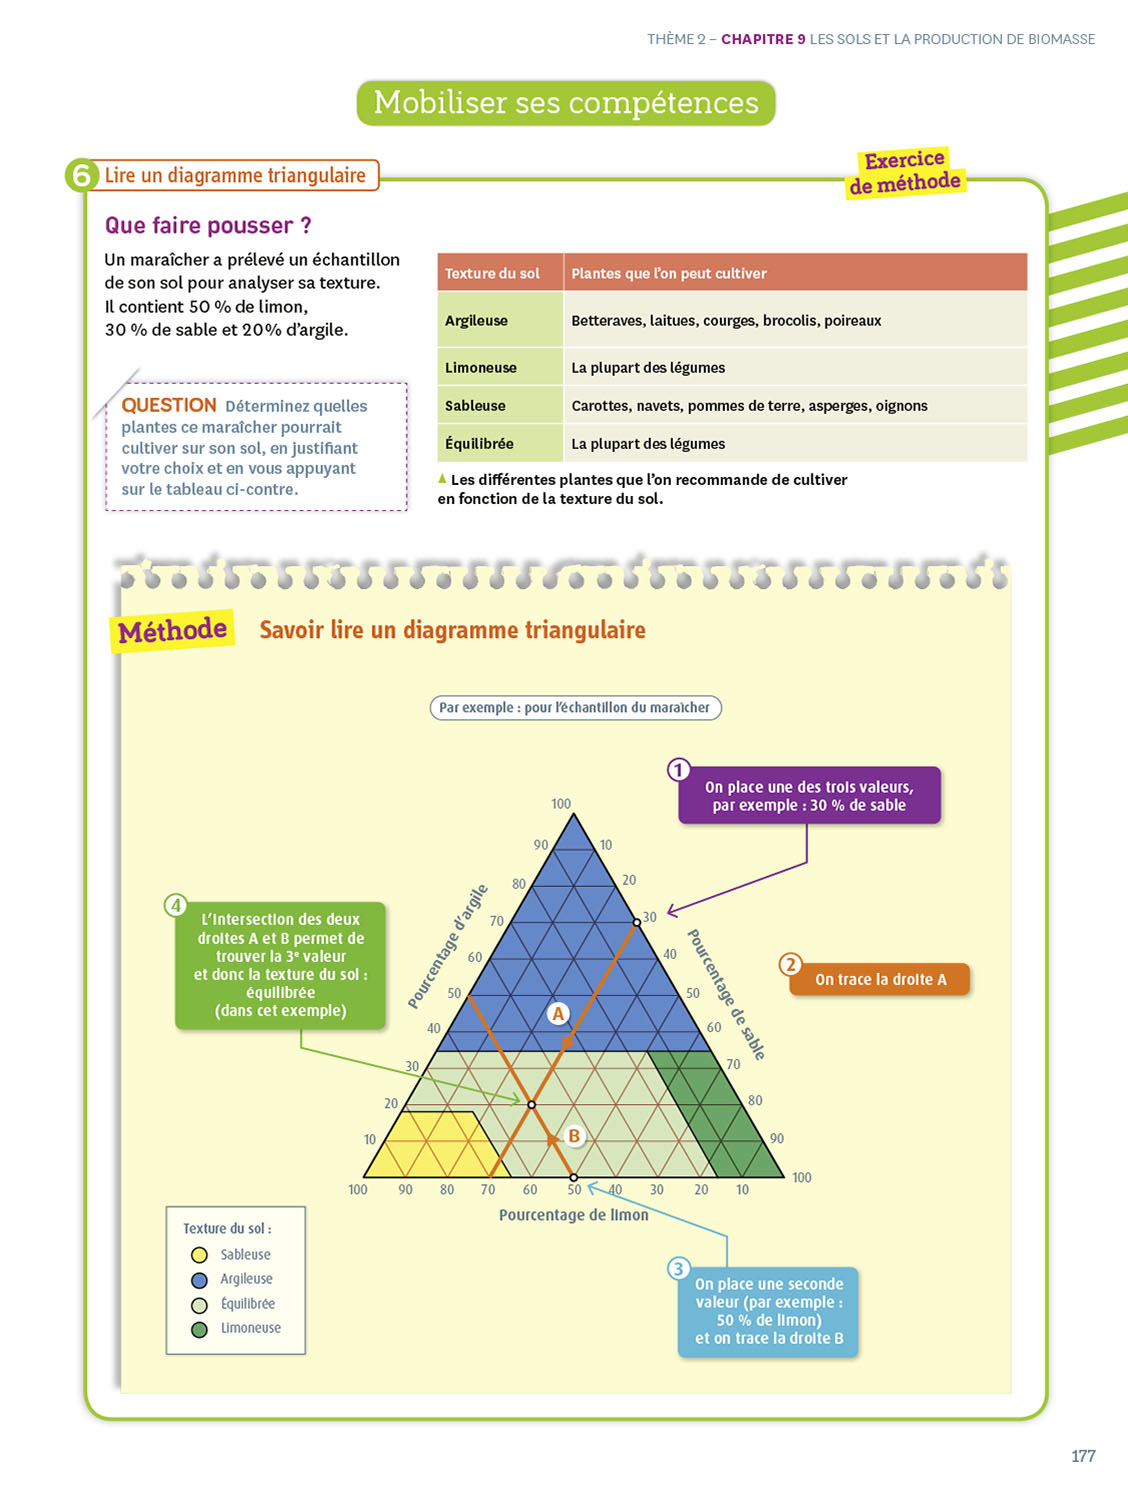 THÈME 2 – CHAPITRE 9 LES SOLS ET LA PRODUCTION DE BIOMASSE
Mobiliser ses compétences
6 Lire un diagramme triangulaire
Exercice
de méthode
Que faire pousser ?
Un maraîcher a prélevé un échantillon
de son sol pour analyser sa texture.
Il contient 50 % de limon,
30 % de sable et 20 % d’argile.
QUESTION Déterminez quelles
plantes ce maraîcher pourrait
cultiver sur son sol, en justifiant
votre choix et en vous appuyant
sur le tableau ci-contre.
Texture du sol Plantes que l’on peut cultiver
Argileuse Betteraves, laitues, courges, brocolis, poireaux
Limoneuse La plupart des légumes
Sableuse Carottes, navets, pommes de terre, asperges, oignons
Équilibrée La plupart des légumes
Les différentes plantes que l’on recommande de cultiver
en fonction de la texture du sol.
Méthode Savoir lire un diagramme triangulaire
Par exemple : pour l’échantillon du maraîcher
1
On place une des trois valeurs,
par exemple : 30 % de sable
2
On trace la droite A
4
L’intersection des deux
droites A et B permet de
trouver la 3e valeur
et donc la texture du sol :
équilibrée
(dans cet exemple)
Pourcentage d’argile
100
90
80
70
60
50
40
30
20
10
Pourcentage de sable
10
20
30
40
50
60
70
80
90
100
A
B
100 90 80 70 60 50 40 30 20 10
Pourcentage de limon
3
On place une seconde
valeur (par exemple :
50 % de limon)
et on trace la droite B
Texture du sol :
Sableuse
Argileuse
Équilibrée
Limoneuse
177